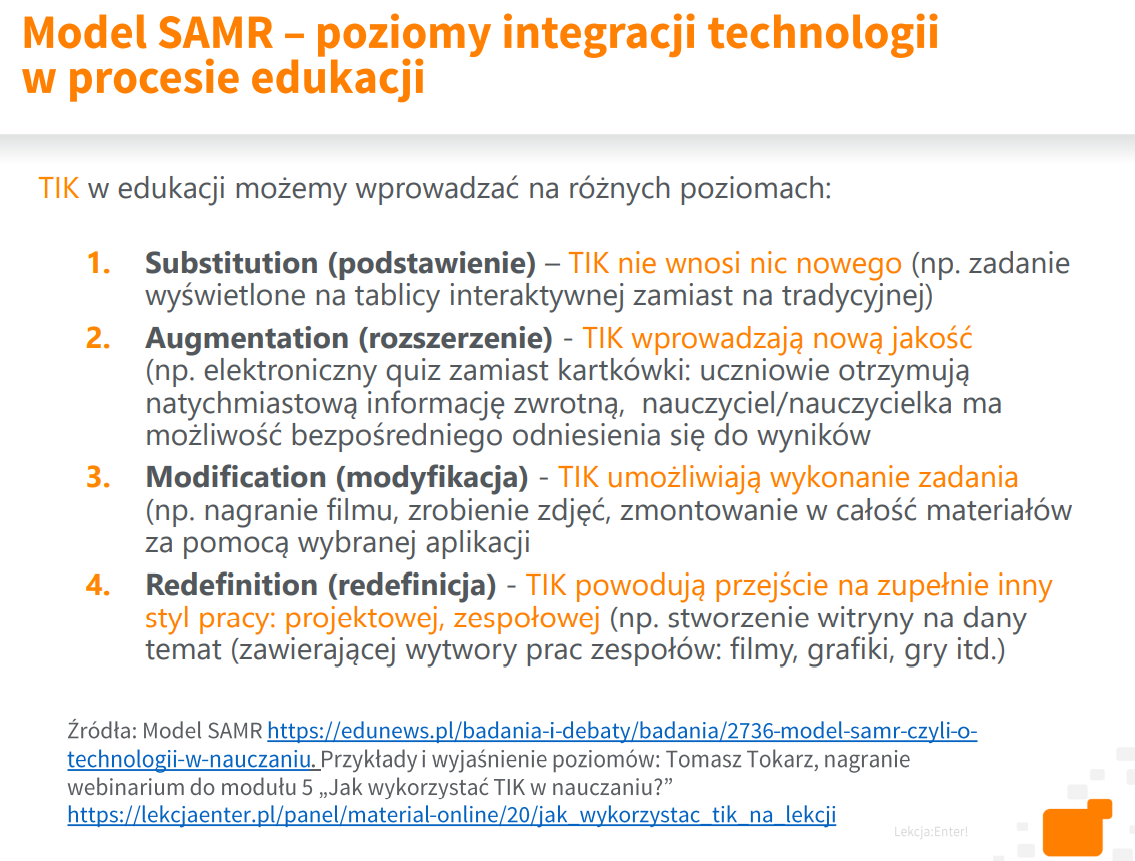 Model SAMR – poziomy integracji technologii
w procesie edukacji
TIK w edukacji możemy wprowadzać na różnych poziomach:
1. Substitution (podstawienie) – TIK nie wnosi nic nowego (np. zadanie
wyświetlone na tablicy interaktywnej zamiast na tradycyjnej)
2. Augmentation (rozszerzenie) - TIK wprowadzają nową jakość
(np. elektroniczny quiz zamiast kartkówki: uczniowie otrzymują
natychmiastową informację zwrotną, nauczyciel/nauczycielka ma
możliwość bezpośredniego odniesienia się do wyników
3. Modification (modyfikacja) - TIK umożliwiają wykonanie zadania
(np. nagranie filmu, zrobienie zdjęć, zmontowanie w całość materiałów
za pomocą wybranej aplikacji
4. Redefinition (redefinicja) - TIK powodują przejście na zupełnie inny
styl pracy: projektowej, zespołowej (np. stworzenie witryny na dany
temat (zawierającej wytwory prac zespołów: filmy, grafiki, gry itd.)
Źródła: Model SAMR https://edunews.pl/badania-i-debaty/badania/2736-model-samr-czyli-o-
technologii-w-nauczaniu. Przykłady i wyjaśnienie poziomów: Tomasz Tokarz, nagranie
webinarium do modułu 5 „Jak wykorzystać TIK w nauczaniu?”
https://lekcjaenter.pl/panel/material-online/20/jak_wykorzystac_tik_na_lekcji
Lekcja:Enter!